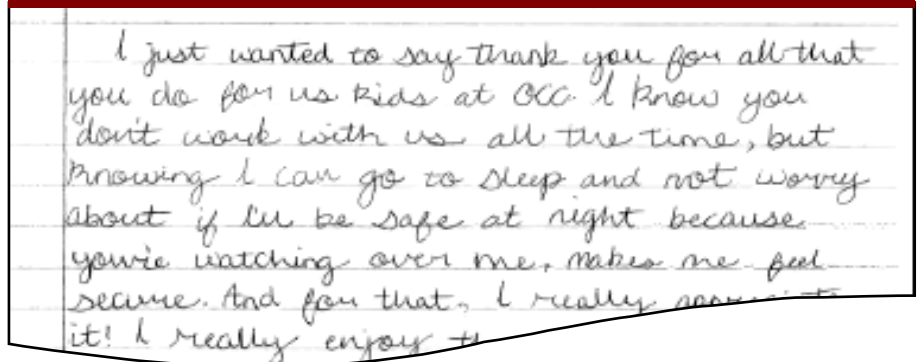 I just wanted to say thank you for all that
you do for us kids at OCC. I know you
don't work with us all the time, but
knowing I can go to sleep and not worry
about if I'll be safe at night because
you're watching over me, makes me feel
secure. And for that, I really
it! I really enjoy